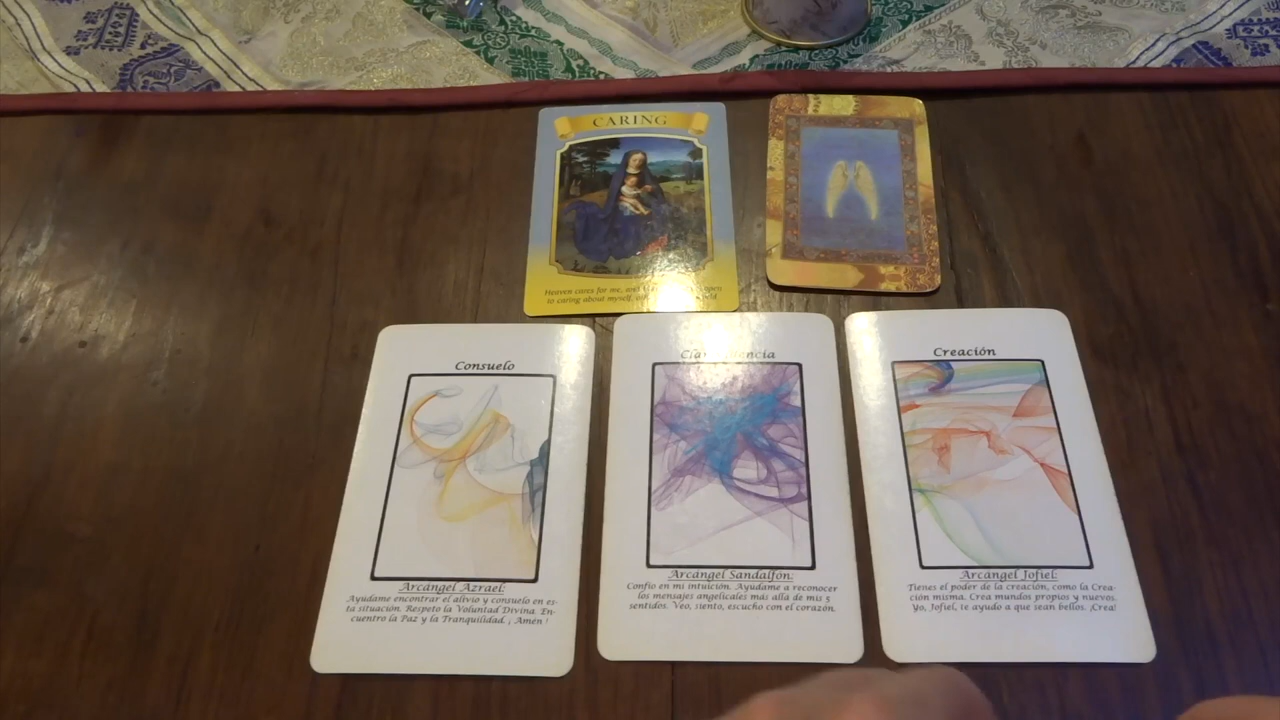 CARING
Heaven cares for me, and open
to caring about myself,
Consuelo
Arcángel Azrael:
Ayúdame encontrar el alivio y consuelo en es-
ta situación. Respeto la Voluntad Divina. En-
cuentro la Paz y la Tranquilidad. ¡ Amén !
Arcángel Sandalfón:
Confío en mi intuición. Ayúdame a reconocer
los mensajes angelicales más allá de mis 5
sentidos. Veo, siento, escucho con el corazón.
Creación
Arcángel Jofiel:
Tienes el poder de la creación, como la Crea-
ción misma. Crea mundos propios y nuevos.
Yo, Jofiel, te ayudo a que sean bellos. ¡Crea!